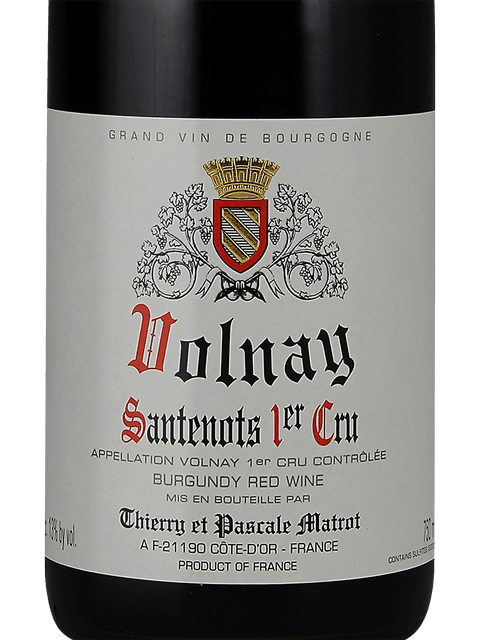 GRAND VIN DE BOURGOGNE
Volnay
Santenots 1er Cru
APPELLATION VOLNAY 1er CRU CONTRÔLÉE
BURGUNDY RED WINE
MIS EN BOUTEILLE PAR
13% by vol.
Thierry et Pascale Matrot
750
A F-21190 CÔTE-D'OR - FRANCE
CONTAINS SULFITES
PRODUCT OF FRANCE